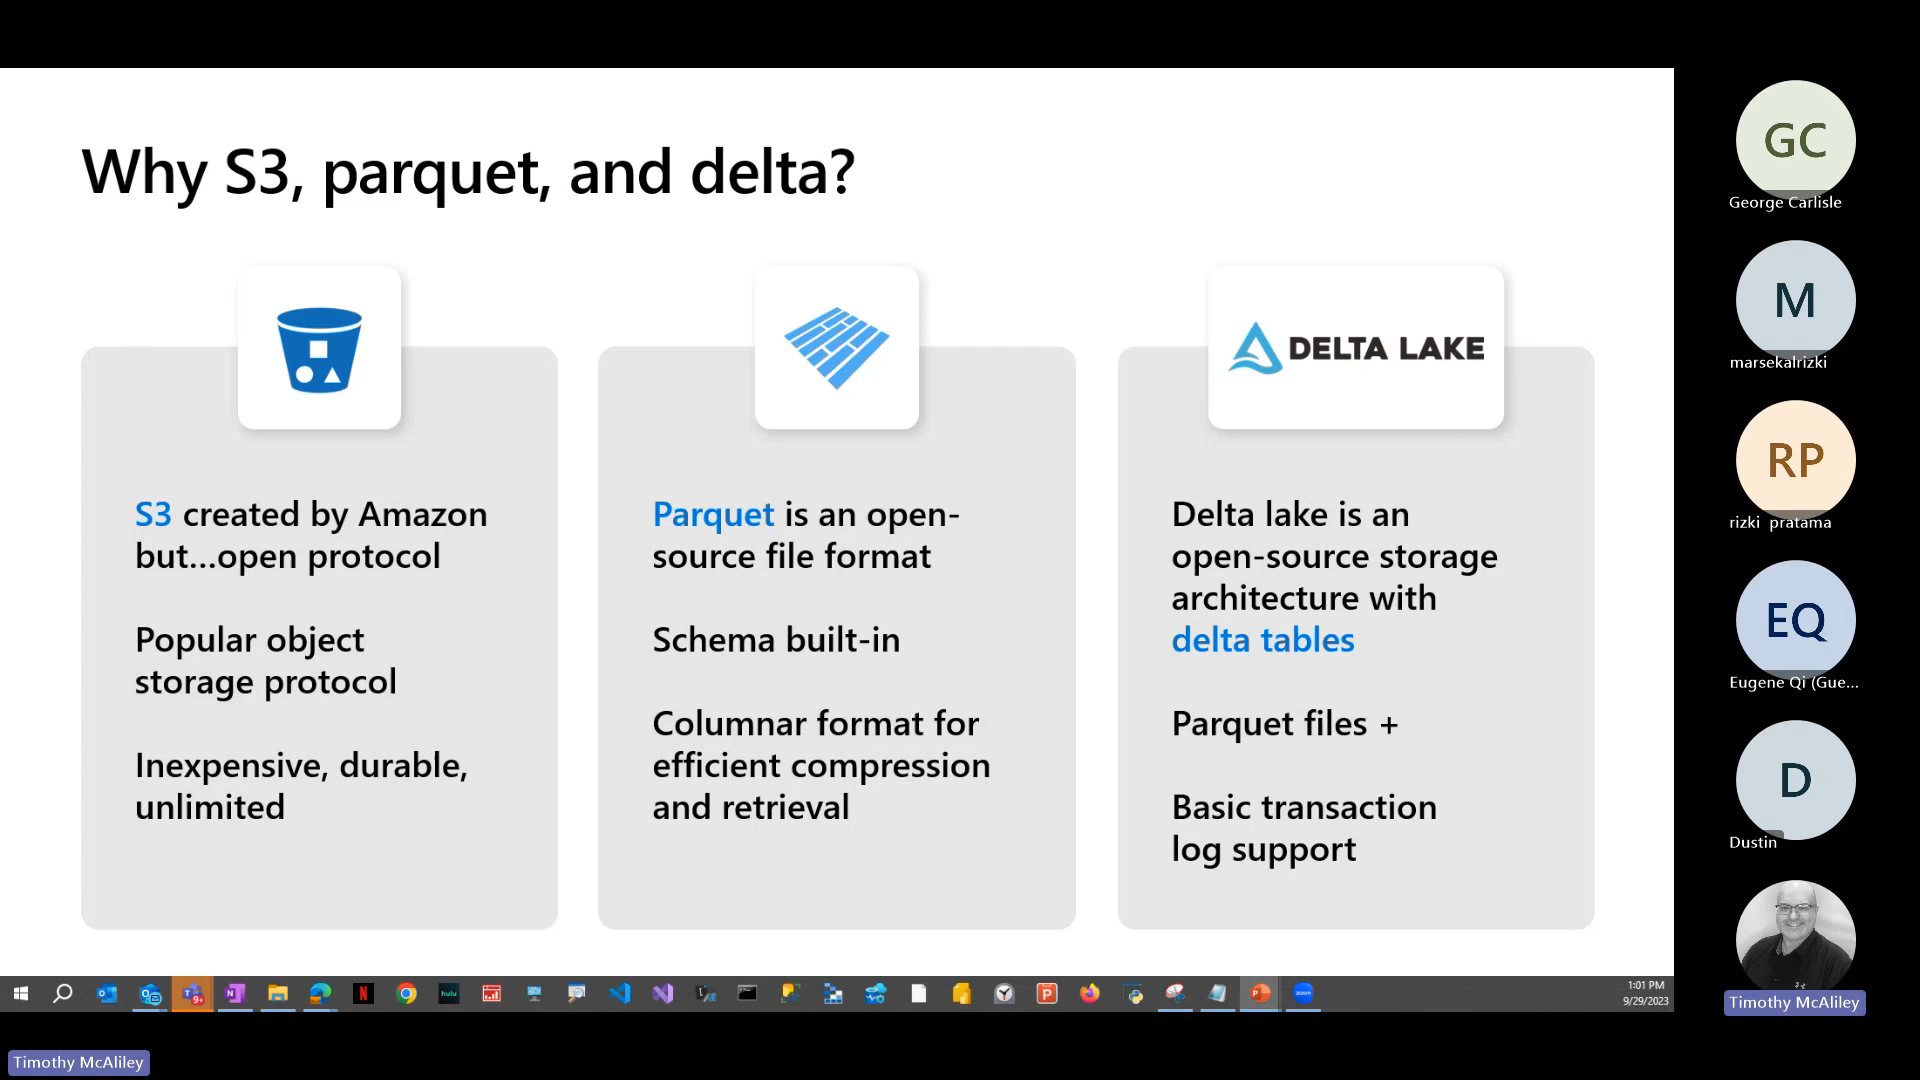 Why S3, parquet, and delta?
DELTA LAKE
S3 created by Amazon
but...open protocol
Popular object
storage protocol
Inexpensive, durable,
unlimited
Parquet is an open-
source file format
Schema built-in
Columnar format for
efficient compression
and retrieval
Delta lake is an
open-source storage
architecture with
delta tables
Parquet files +
Basic transaction
log support
GC
George Carlisle
M
marsekalrizki
RP
rizki pratama
EQ
Eugene Qi (Gue...
D
Dustin
Timothy McAliley
hulu
1:01 PM
9/29/2023
Timothy McAliley